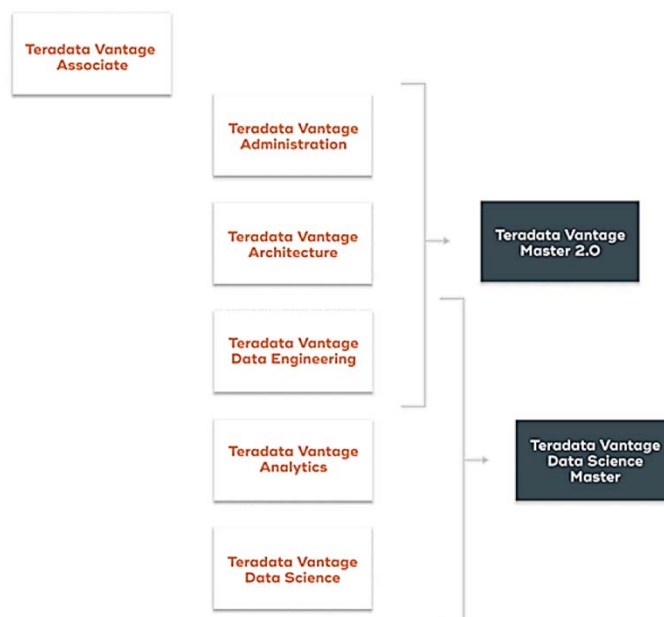 Teradata Vantage
Associate
Teradata Vantage
Administration
Teradata Vantage
Architecture
Teradata Vantage
Master 2.0
Teradata Vantage
Data Engineering
Teradata Vantage
Analytics
Teradata Vantage
Data Science
Master
Teradata Vantage
Data Science